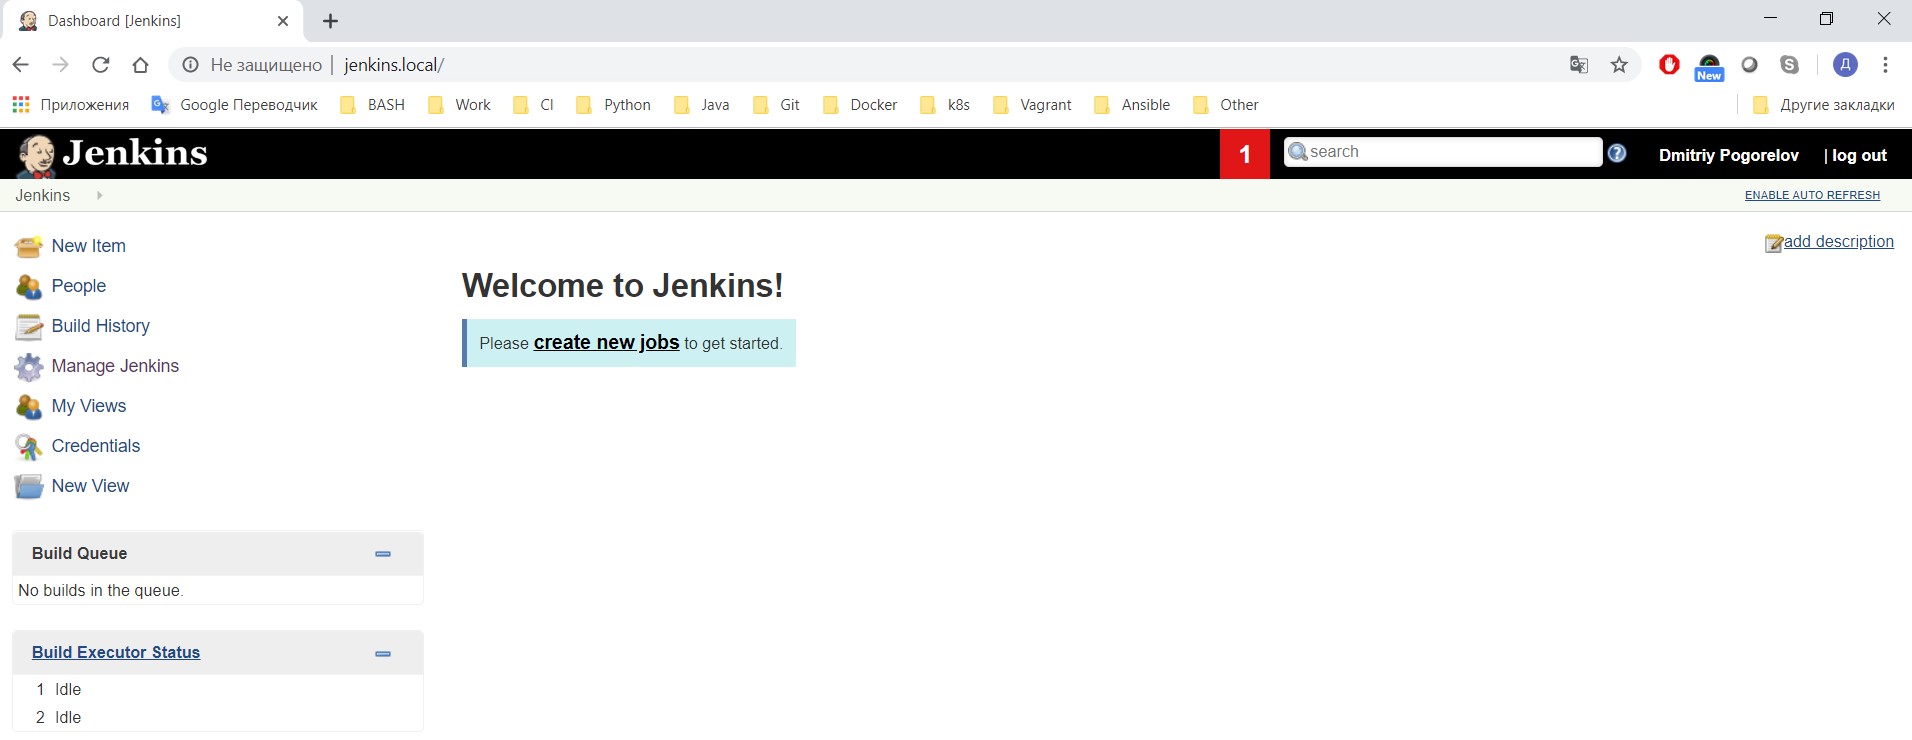 Dashboard [Jenkins]
Не защищено | jenkins.local/
New
Д
Приложения Google Переводчик BASH Work CI Python Java Git Docker k8s Vagrant Ansible Other Другие закладки
Jenkins 1 search Dmitriy Pogorelov | log out
Jenkins ENABLE AUTO REFRESH
add description
New Item
People
Build History
Manage Jenkins
My Views
Credentials
New View
Welcome to Jenkins!
Please create new jobs to get started.
Build Queue
No builds in the queue.
Build Executor Status
1 Idle
2 Idle